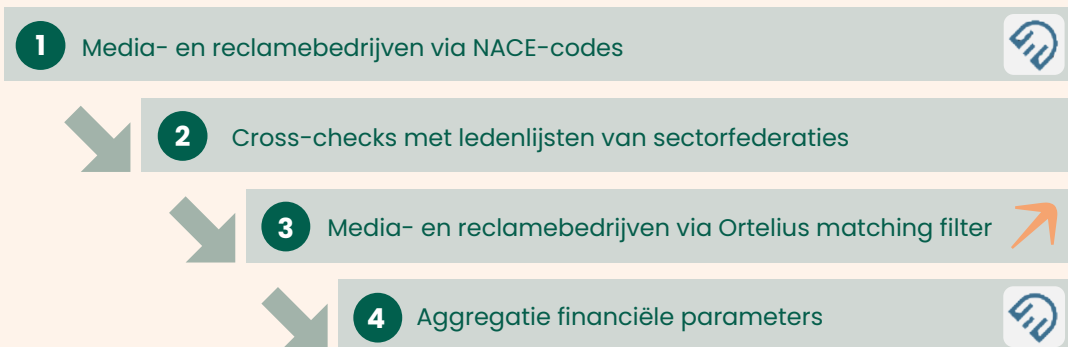 1 Media- en reclamebedrijven via NACE-codes
2 Cross-checks met ledenlijsten van sectorfederaties
3 Media- en reclamebedrijven via Ortelius matching filter
4 Aggregatie financiële parameters